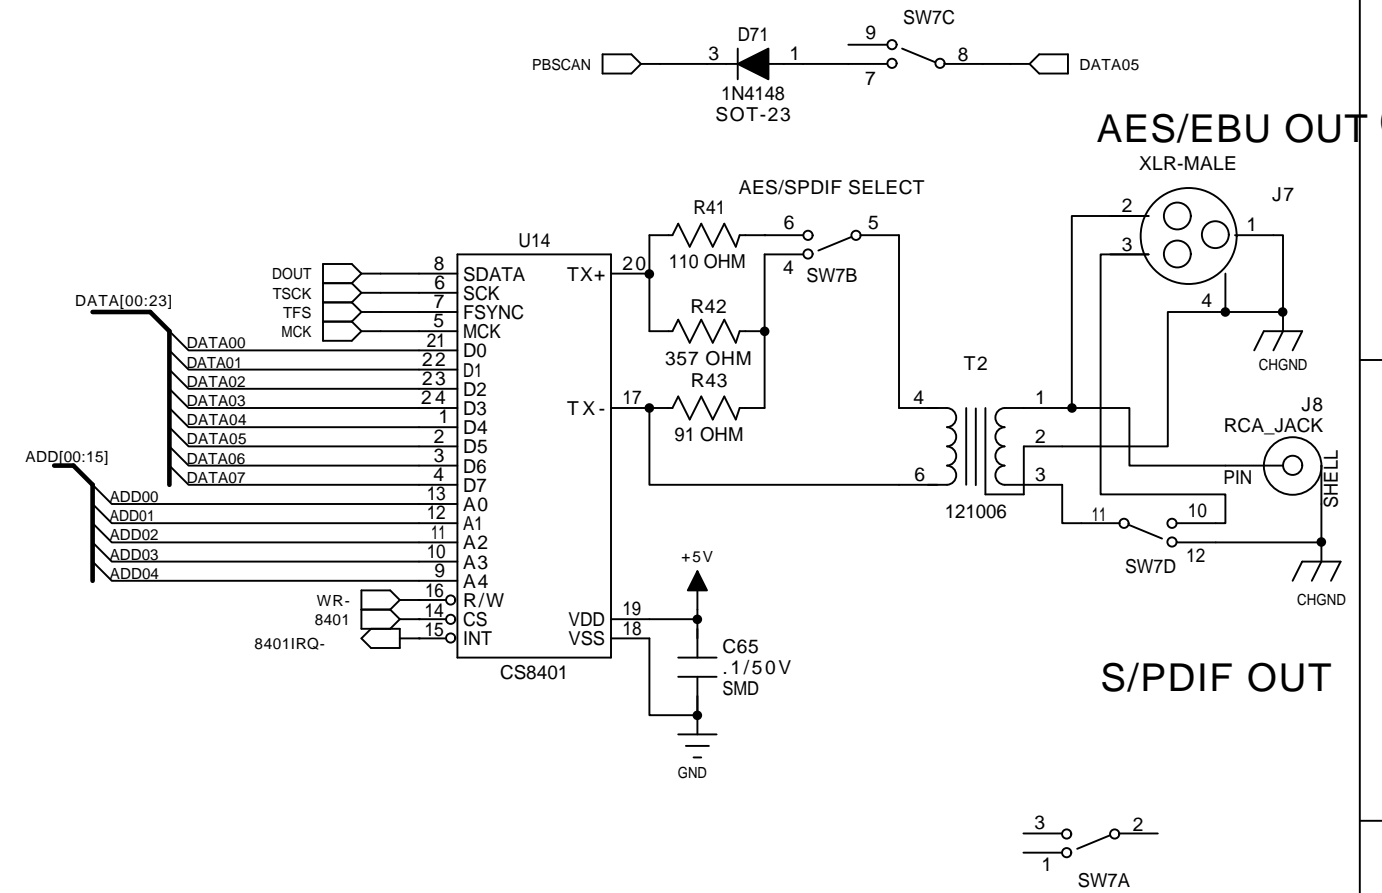 SW7C
D71
9
PBSCAN
3
1
8
DATA05
7
1N4148
SOT-23
AES/EBU OUT
XLR-MALE
AES/SPDIF SELECT
J7
R41
2
6
5
1
3
110 OHM
4
SW7B
U14
20
DOUT
8
SDATA
TX+
TSCK
6
SCK
DATA[00:23]
TFS
7
FSYNC
R42
4
MCK
5
MCK
DATA00
21
D0
357 OHM
CHGND
DATA01
22
D1
T2
R43
DATA02
23
D2
DATA03
24
D3
TX-
17
4
1
J8
DATA04
1
D4
91 OHM
RCA_JACK
DATA05
2
D5
2
ADD[00:15]
DATA06
3
D6
DATA07
4
D7
6
3
PIN
SHELL
ADD00
13
A0
121006
ADD01
12
A1
11
10
ADD02
11
A2
12
ADD03
10
A3
+5V
SW7D
ADD04
9
A4
WR-
16
R/W
CHGND
8401
14
CS
VDD
19
8401IRQ-
15
INT
VSS
18
C65
.1/50V
SMD
CS8401
S/PDIF OUT
GND
3
2
1
SW7A